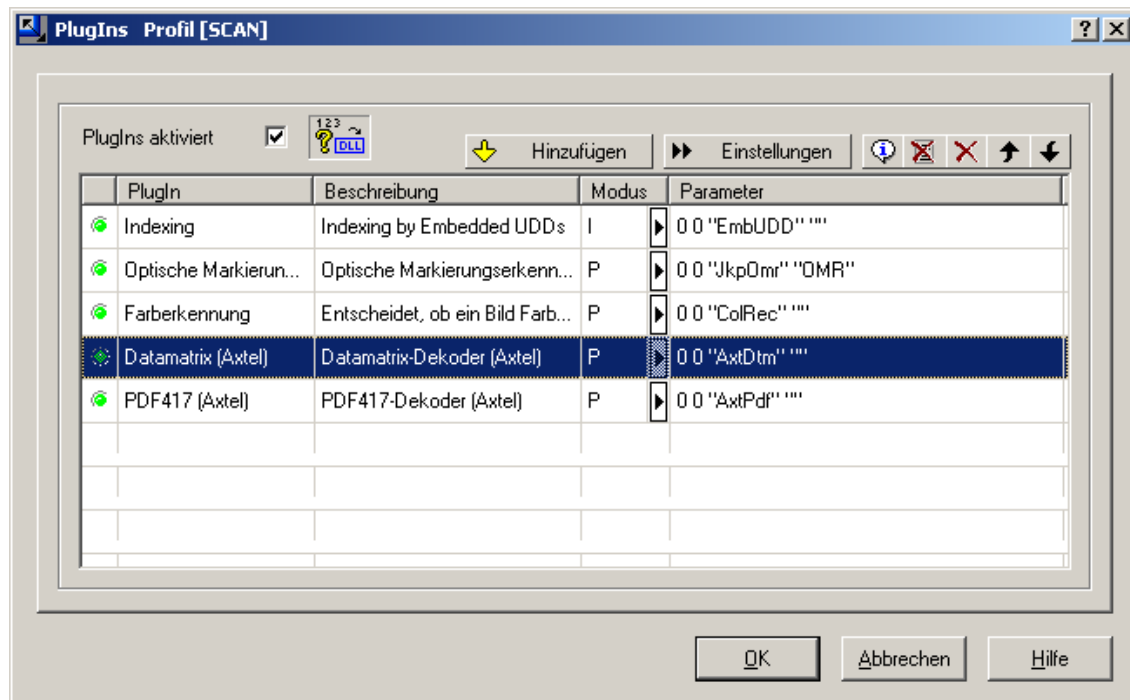 PlugIns Profil [SCAN]
PlugIns aktiviert
123
DLL
Hinzufügen
Einstellungen
PlugIn Beschreibung Modus Parameter
Indexing Indexing by Embedded UDDs I 0 0 "EmbUDD" ""
Optische Markierun... Optische Markierungserkenn... P 0 0 "JkpOmr" "OMR"
Farberkennung Entscheidet, ob ein Bild Farb... P 0 0 "ColRec" ""
Datamatrix (Axtel) Datamatrix-Dekoder (Axtel) P 0 0 "AxtDtm" ""
PDF417 (Axtel) PDF417-Dekoder (Axtel) P 0 0 "AxtPdf" ""
OK Abbrechen Hilfe